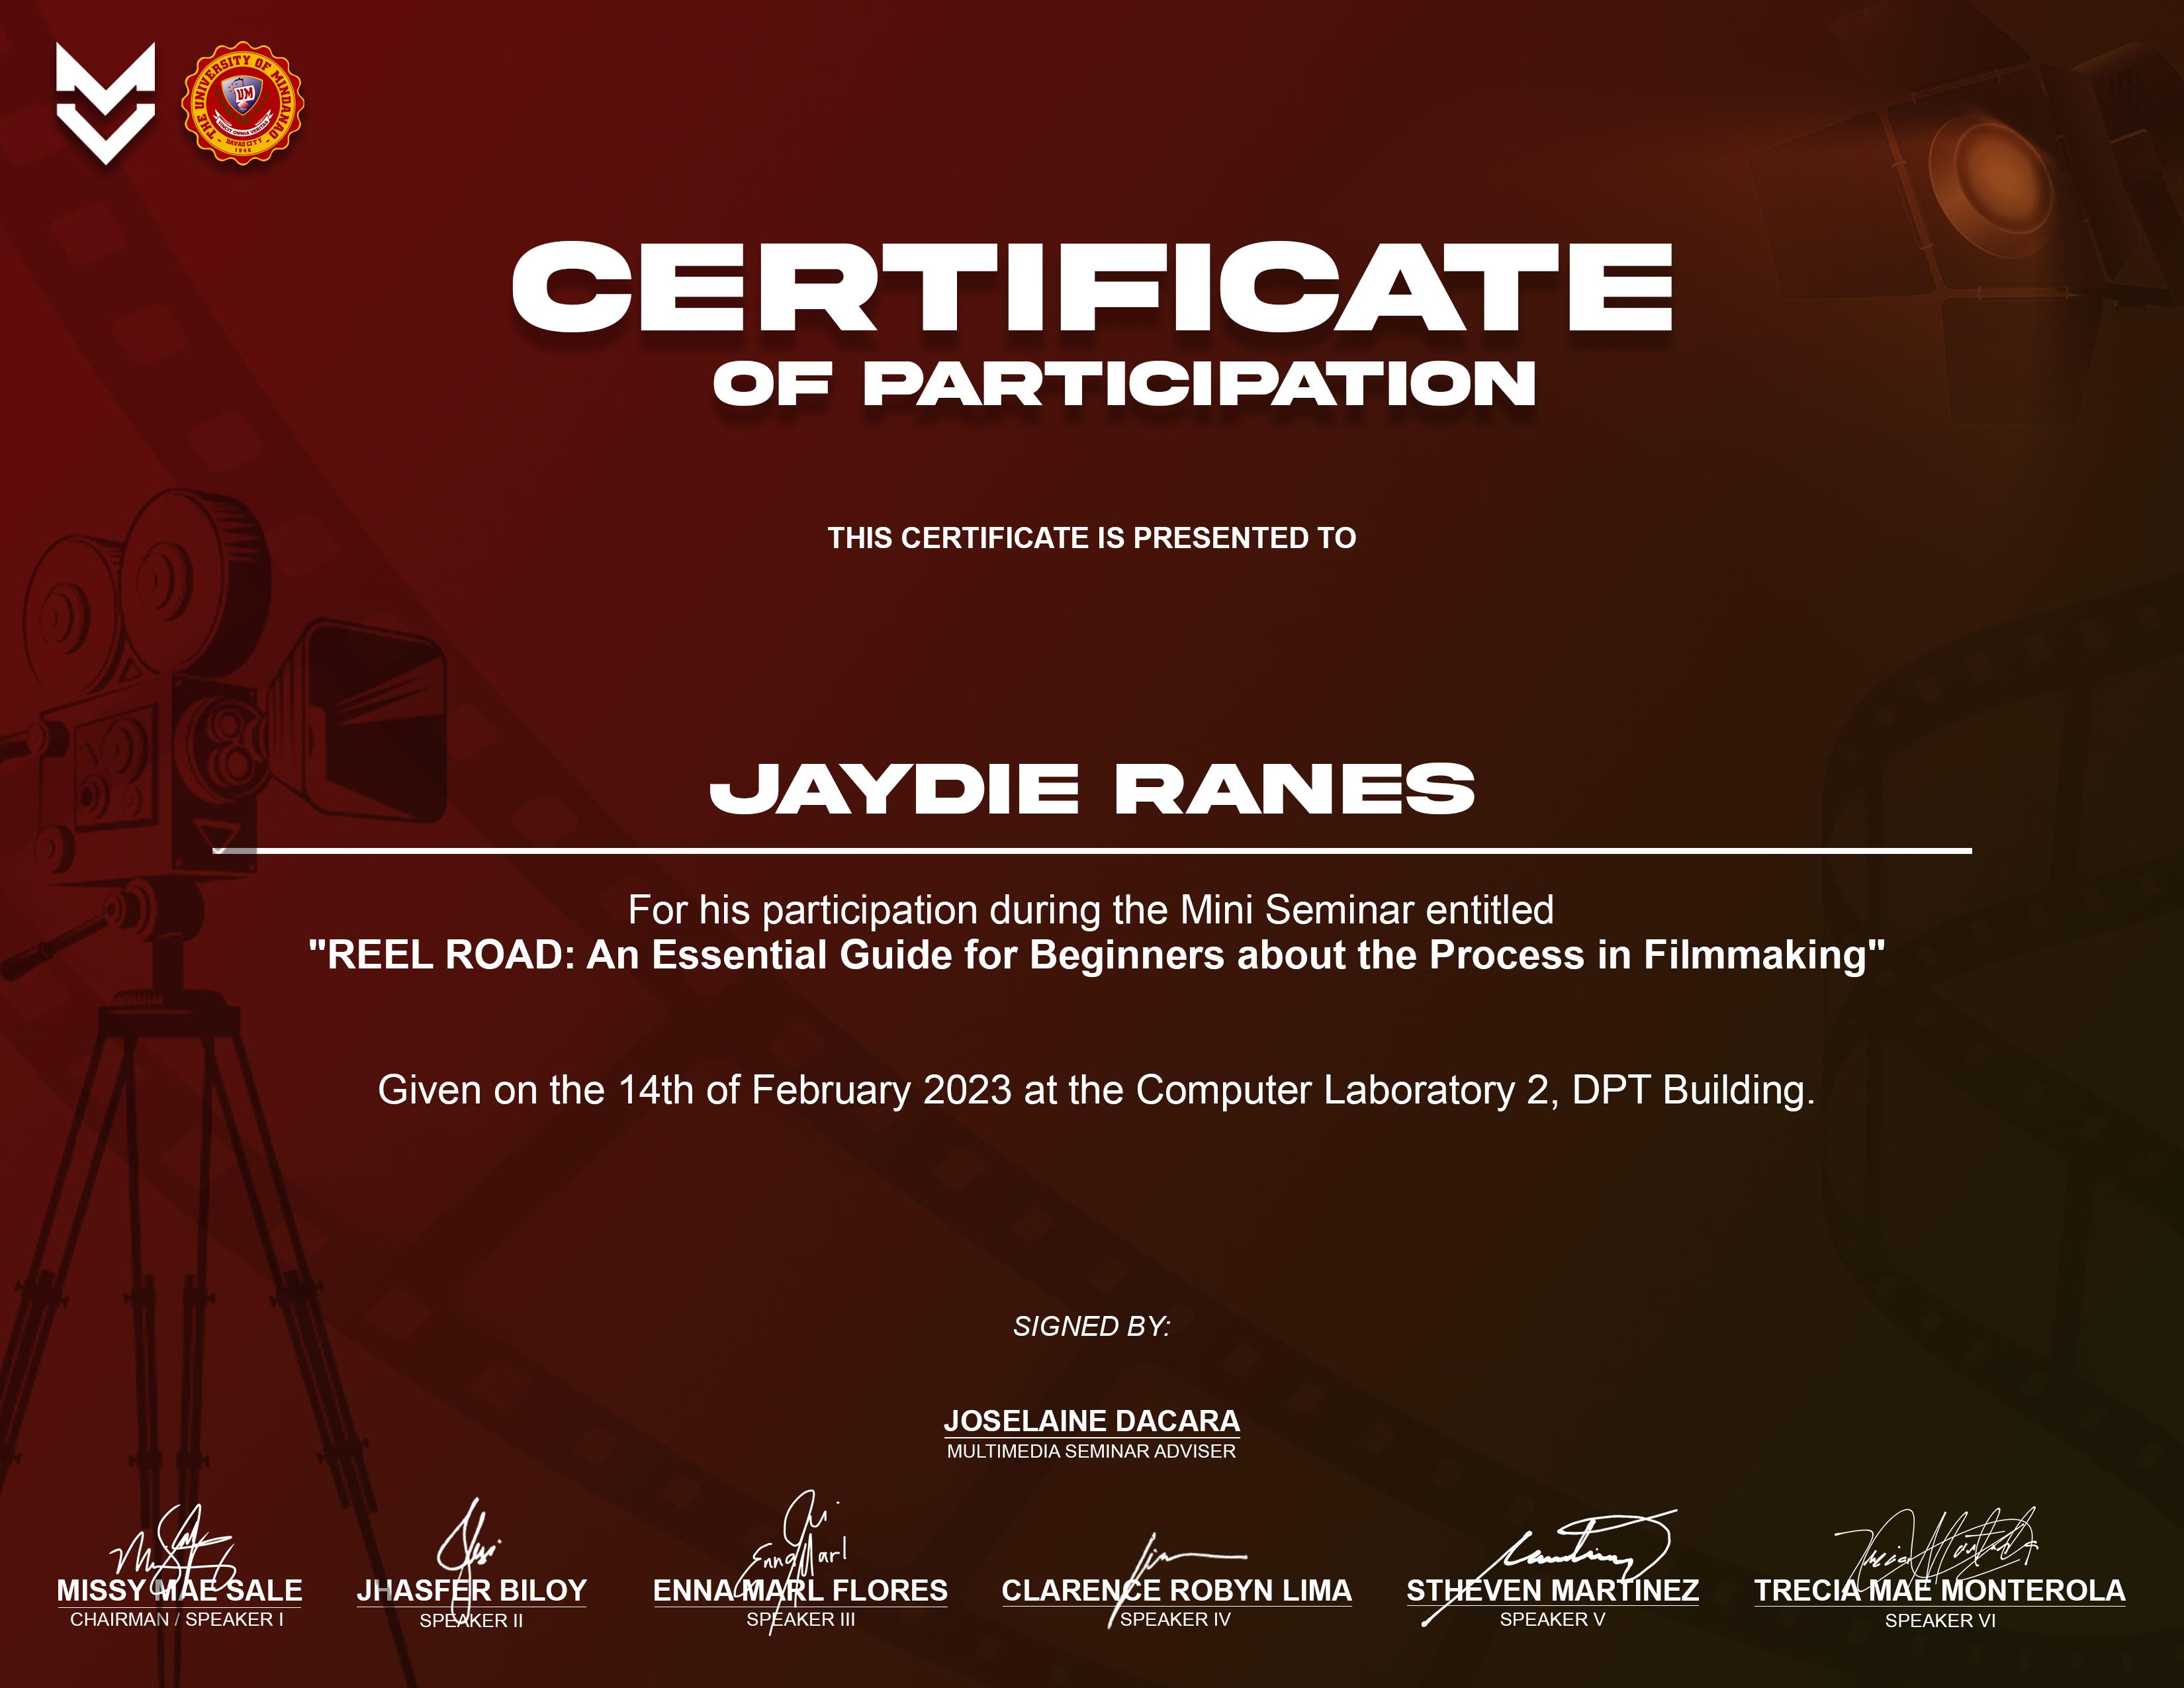 THE UNIVERSITY OF MINDANAO
UM
DAVAO CITY
1946
CERTIFICATE
OF PARTICIPATION
THIS CERTIFICATE IS PRESENTED TO
JAYDIE RANES
For his participation during the Mini Seminar entitled
"REEL ROAD: An Essential Guide for Beginners about the Process in Filmmaking"
Given on the 14th of February 2023 at the Computer Laboratory 2, DPT Building.
SIGNED BY:
JOSELAINE DACARA
MULTIMEDIA SEMINAR ADVISER
Enna Marl
MISSY MAE SALE
CHAIRMAN / SPEAKER I
JHASFER BILOY
SPEAKER II
ENNA MARL FLORES
SPEAKER III
CLARENCE ROBYN LIMA
SPEAKER IV
STHEVEN MARTINEZ
SPEAKER V
TRECIA MAE MONTEROLA
SPEAKER VI